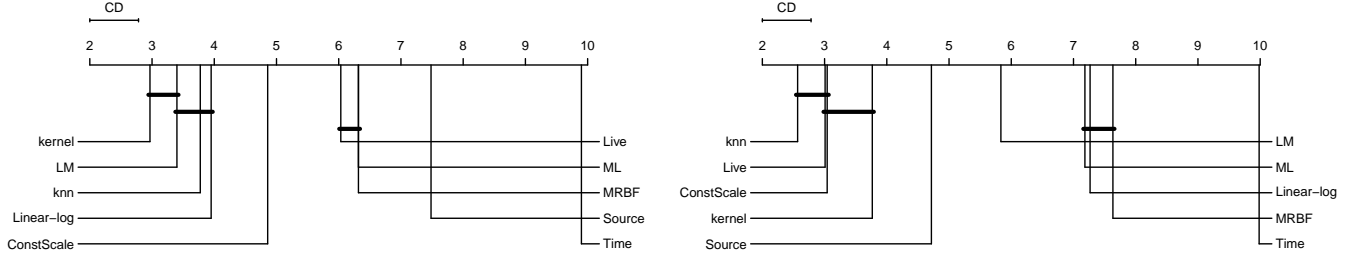 CD
2 3 4 5 6 7 8 9 10
kernel
LM
knn
Linear−log
ConstScale
Live
ML
MRBF
Source
Time
CD
2 3 4 5 6 7 8 9 10
knn
Live
ConstScale
kernel
Source
LM
ML
Linear−log
MRBF
Time